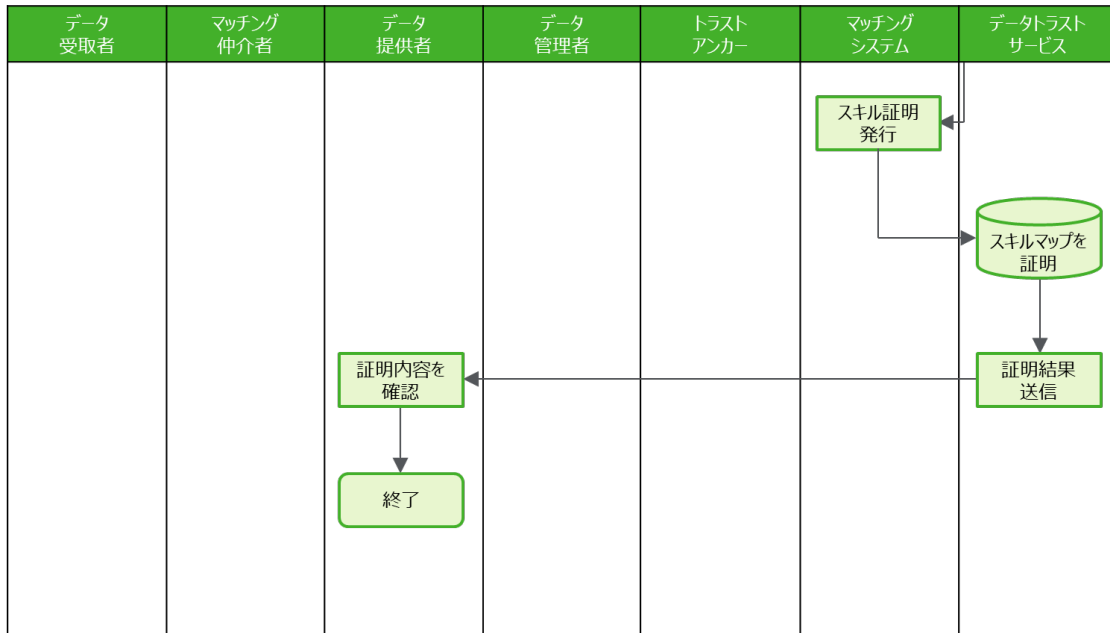 データ
受取者
マッチング
仲介者
データ
提供者
データ
管理者
トラスト
アンカー
マッチング
システム
データトラスト
サービス
スキル証明
発行
スキルマップを
証明
証明内容を
確認
証明結果
送信
終了